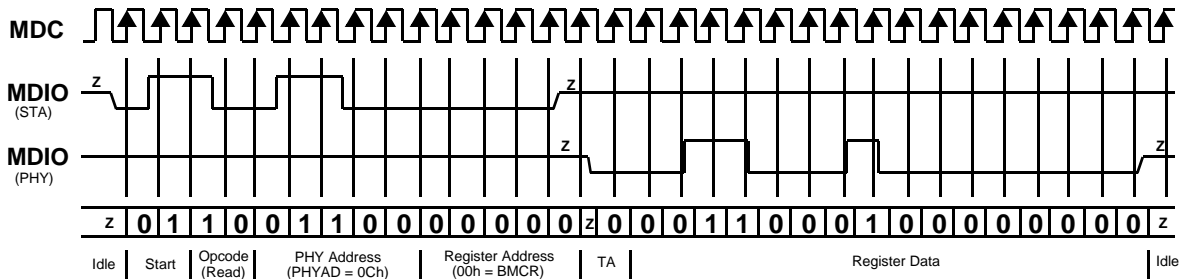 MDC
z
MDIO
z
(STA)
z
MDIO
z
(PHY)
z 0 1 1 0 0 1 1 0 0 0 0 0 0 0 z 0 0 0 1 1 0 0 0 1 0 0 0 0 0 0 0 0 z
Idle Start Opcode (Read) PHY Address (PHYAD = 0Ch) Register Address (00h = BMCR) TA Register Data Idle